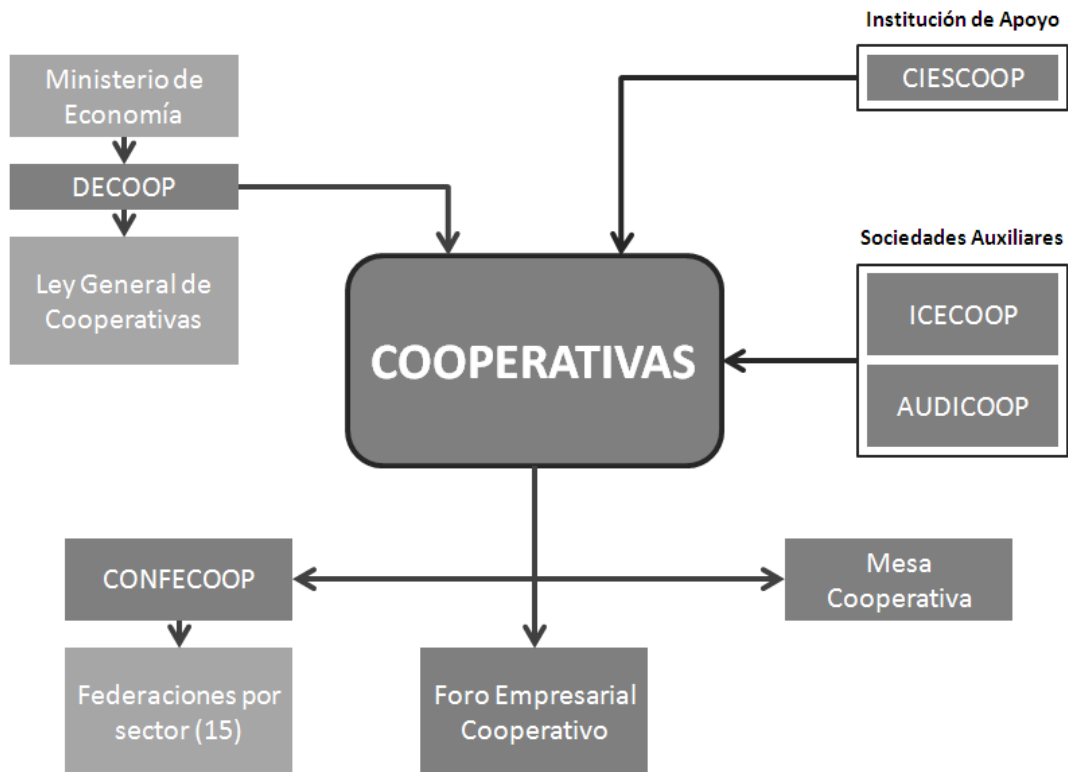 Institución de Apoyo
CIESCOOP
Ministerio de
Economía
DECOOP
Ley General de
Cooperativas
Sociedades Auxiliares
ICECOOP
AUDICOOP
COOPERATIVAS
CONFECOOP
Mesa
Cooperativa
Federaciones por
sector (15)
Foro Empresarial
Cooperativo